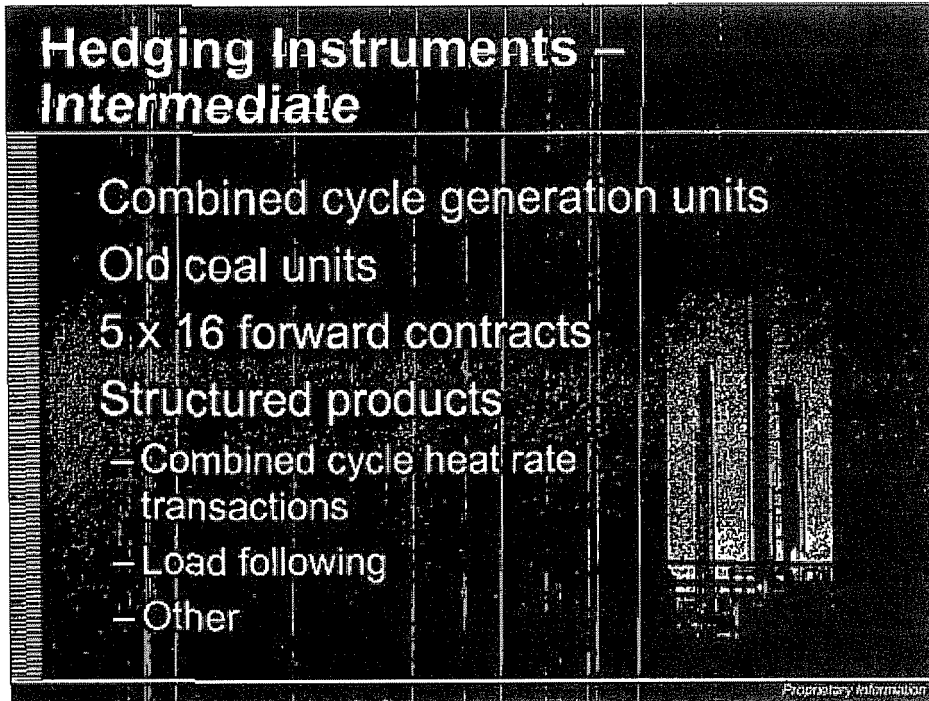 Hedging Instruments –
Intermediate
Combined cycle generation units
Old coal units
5 x 16 forward contracts
Structured products
– Combined cycle heat rate
transactions
– Load following
– Other
Proprietary Information